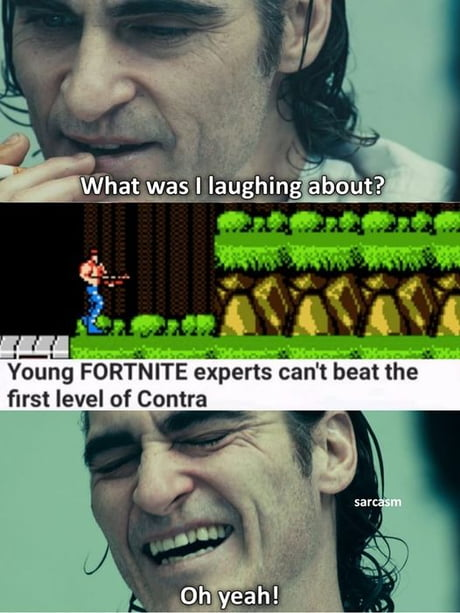 What was I laughing about?
Young FORTNITE experts can't beat the
first level of Contra
sarcasm
Oh yeah!